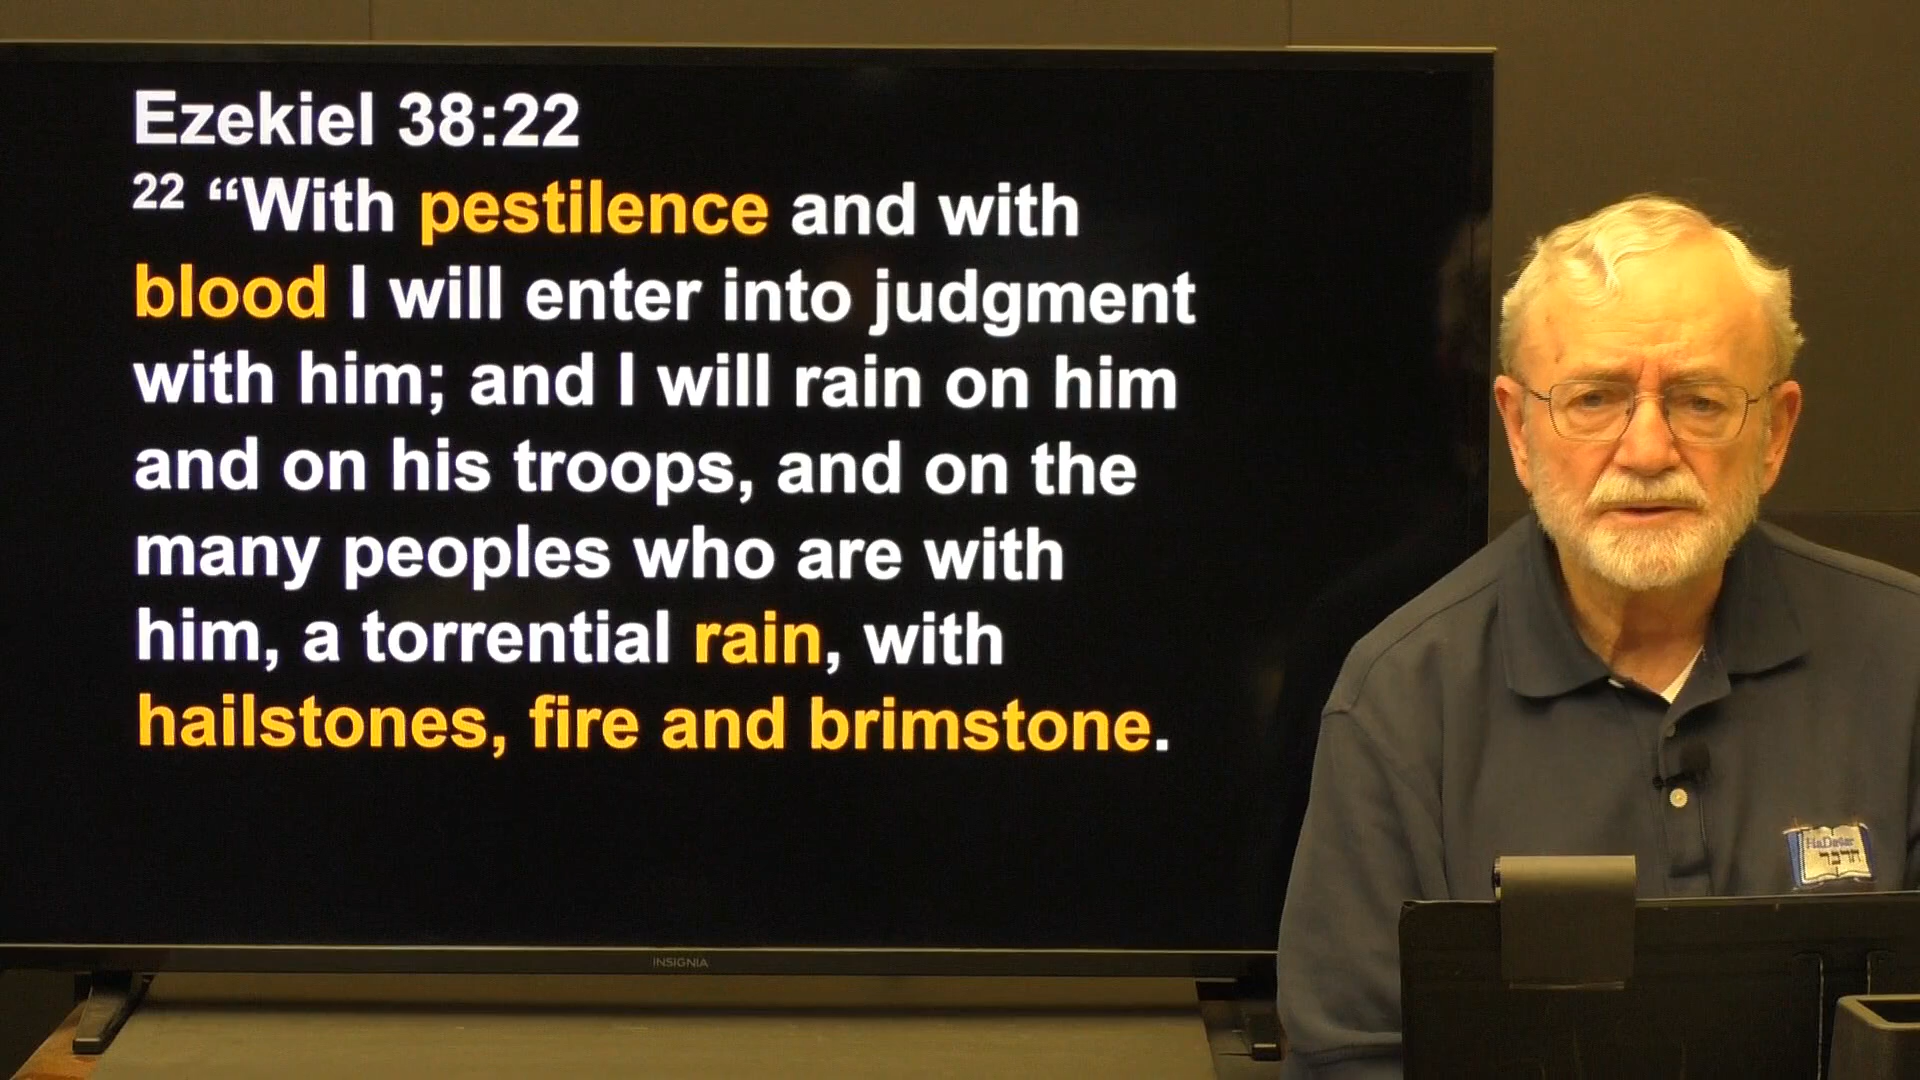 Ezekiel 38:22
22 “With pestilence and with
blood I will enter into judgment
with him; and I will rain on him
and on his troops, and on the
many peoples who are with
him, a torrential rain, with
hailstones, fire and brimstone.
INSIGNIA
HaDavar
הדבר